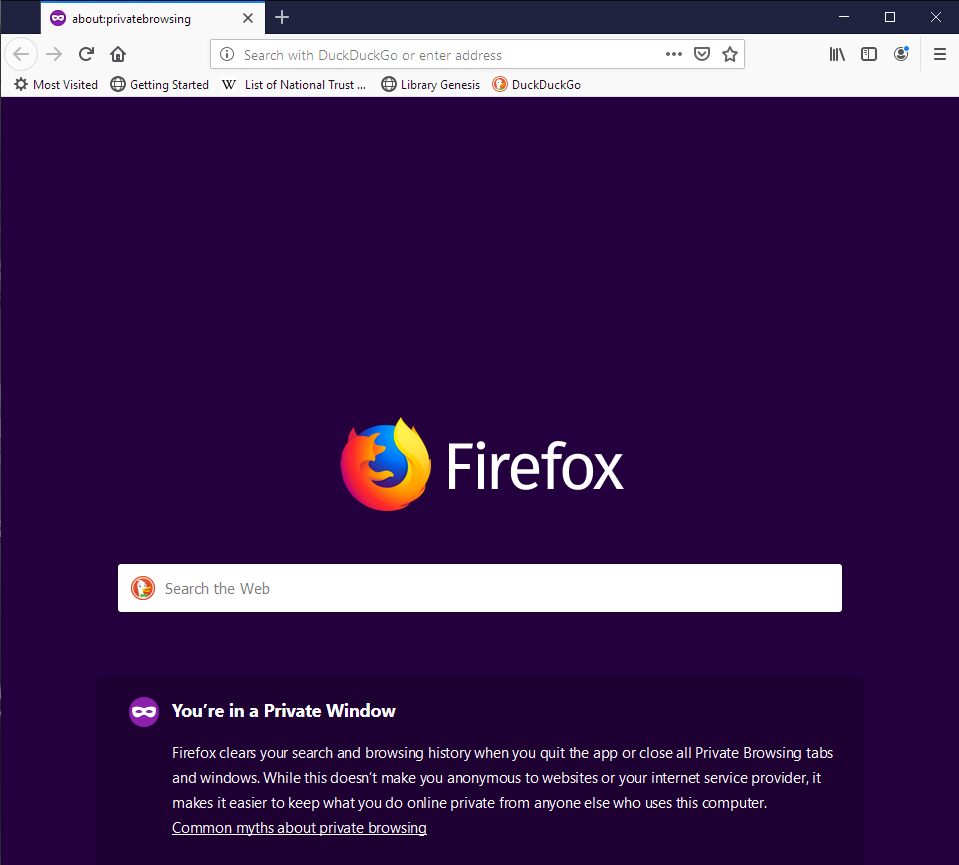 about:privatebrowsing
Search with DuckDuckGo or enter address
Most Visited Getting Started W List of National Trust ... Library Genesis DuckDuckGo
Firefox
Search the Web
You’re in a Private Window
Firefox clears your search and browsing history when you quit the app or close all Private Browsing tabs
and windows. While this doesn’t make you anonymous to websites or your internet service provider, it
makes it easier to keep what you do online private from anyone else who uses this computer.
Common myths about private browsing